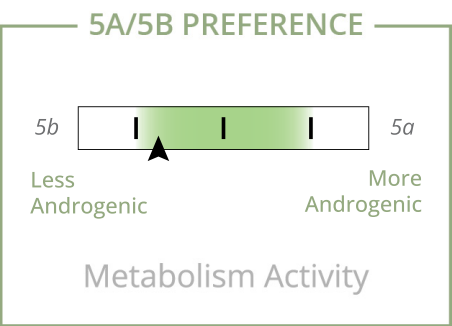 5A/5B PREFERENCE
5b
5a
Less
Androgenic
More
Androgenic
Metabolism Activity